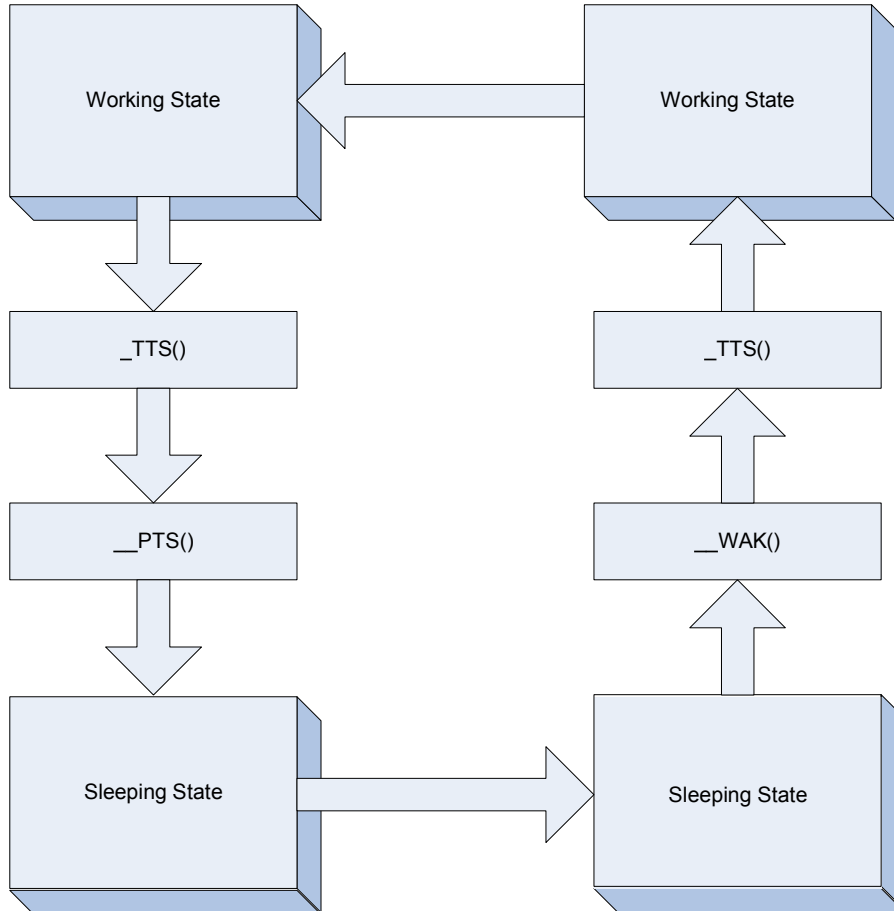 Working State
Working State
_TTS()
_TTS()
__PTS()
__WAK()
Sleeping State
Sleeping State